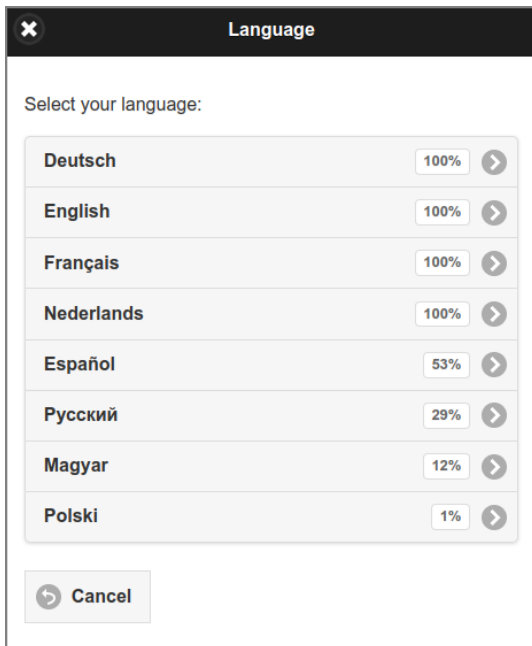 Language
Select your language:
Deutsch 100%
English 100%
Français 100%
Nederlands 100%
Español 53%
Русский 29%
Magyar 12%
Polski 1%
Cancel